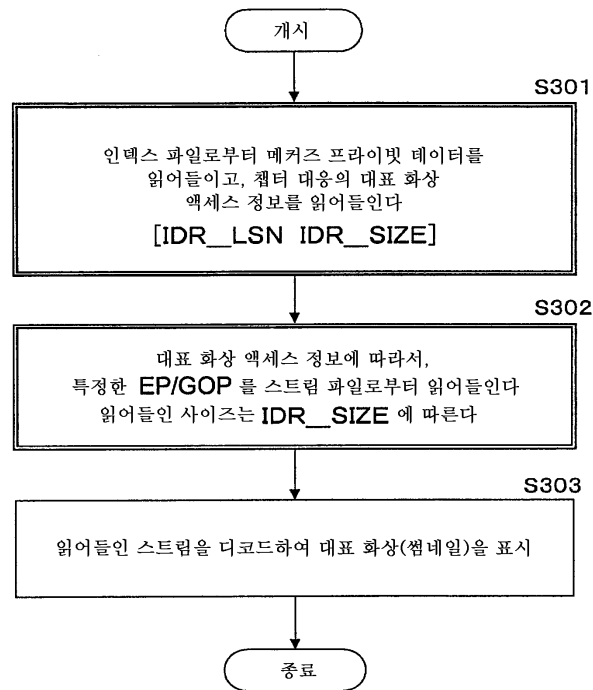 개시
S301
인덱스 파일로부터 메커즈 프라이빗 데이터를
읽어들이고, 챕터 대응의 대표 화상
액세스 정보를 읽어들인다
[IDR__LSN IDR__SIZE]
S302
대표 화상 액세스 정보에 따라서,
특정한 EP/GOP 를 스트림 파일로부터 읽어들인다
읽어들인 사이즈는 IDR__SIZE 에 따른다
S303
읽어들인 스트림을 디코드하여 대표 화상(썸네일)을 표시
종료